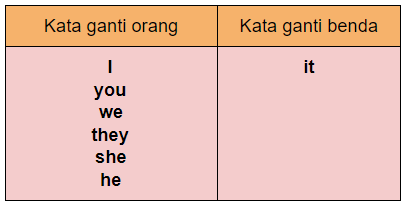 Kata ganti orang Kata ganti benda
I it
you
we
they
she
he